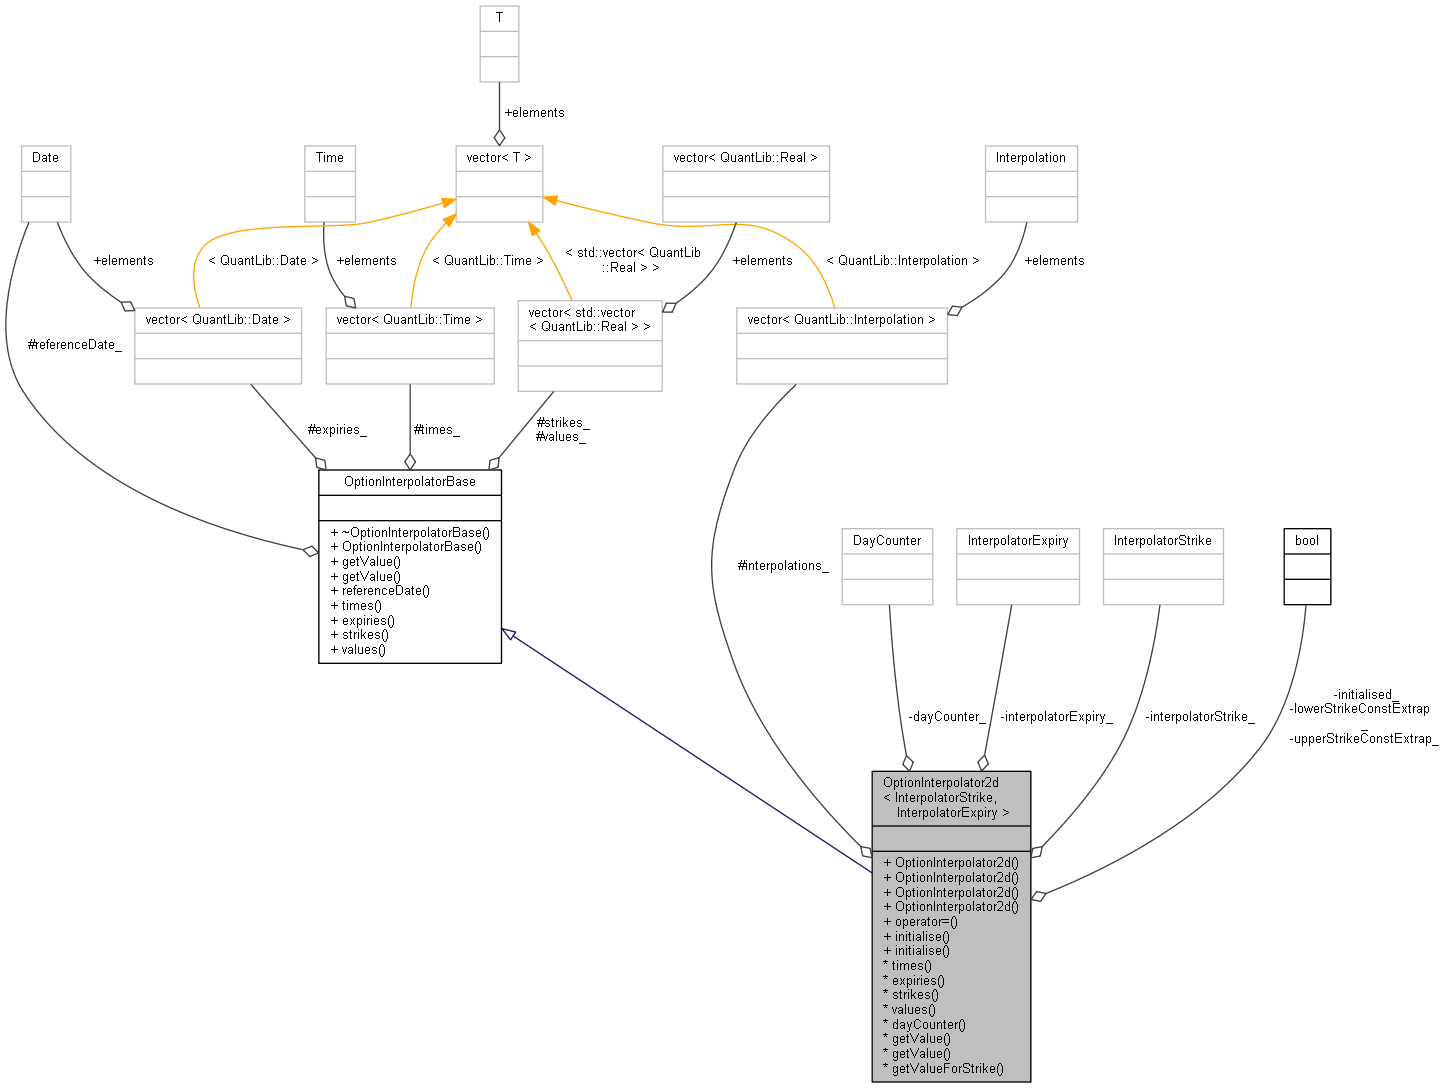 T
+elements
Date
Time
vector< T >
vector< QuantLib::Real >
Interpolation
+elements
< QuantLib::Date >
+elements
< QuantLib::Time >
< std::vector< QuantLib
::Real > >
+elements
< QuantLib::Interpolation >
+elements
#referenceDate_
vector< QuantLib::Date >
vector< QuantLib::Time >
vector< std::vector
< QuantLib::Real > >
vector< QuantLib::Interpolation >
#expiries_
#times_
#strikes_
#values_
OptionInterpolatorBase
+ ~OptionInterpolatorBase()
+ OptionInterpolatorBase()
+ getValue()
+ getValue()
+ referenceDate()
+ times()
+ expiries()
+ strikes()
+ values()
#interpolations_
DayCounter
InterpolatorExpiry
InterpolatorStrike
bool
-dayCounter_
-interpolatorExpiry_
-interpolatorStrike_
-initialised_
-lowerStrikeConstExtrap
_
-upperStrikeConstExtrap_
OptionInterpolator2d
< InterpolatorStrike,
InterpolatorExpiry >
+ OptionInterpolator2d()
+ OptionInterpolator2d()
+ OptionInterpolator2d()
+ OptionInterpolator2d()
+ operator=()
+ initialise()
+ initialise()
* times()
* expiries()
* strikes()
* values()
* dayCounter()
* getValue()
* getValue()
* getValueForStrike()